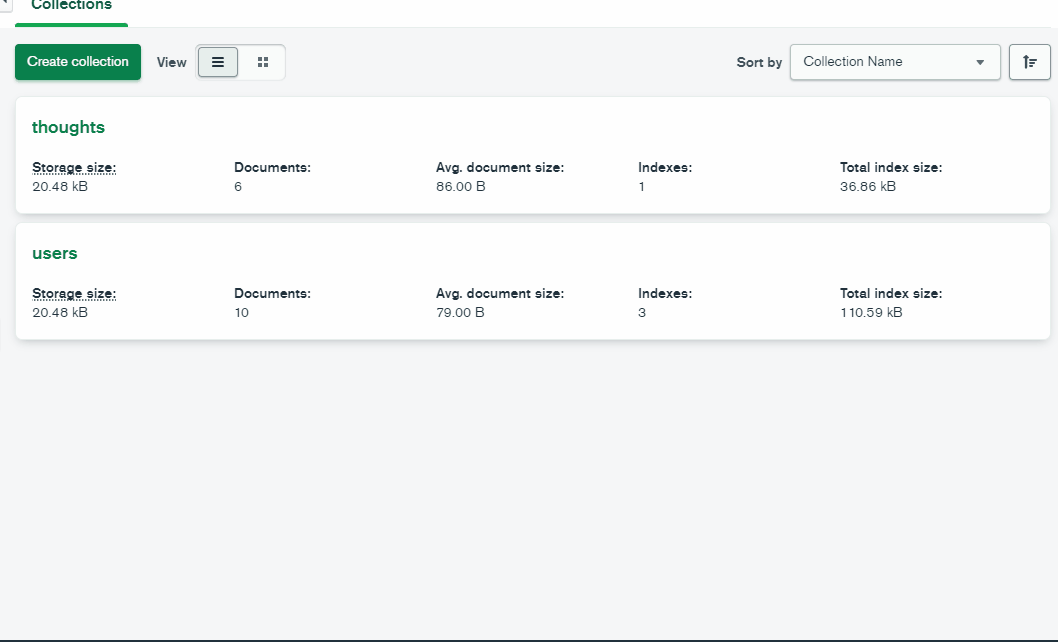 Collections
Create collection View Sort by Collection Name
thoughts
Storage size: Documents: Avg. document size: Indexes: Total index size:
20.48 kB 6 86.00 B 1 36.86 kB
users
Storage size: Documents: Avg. document size: Indexes: Total index size:
20.48 kB 10 79.00 B 3 110.59 kB